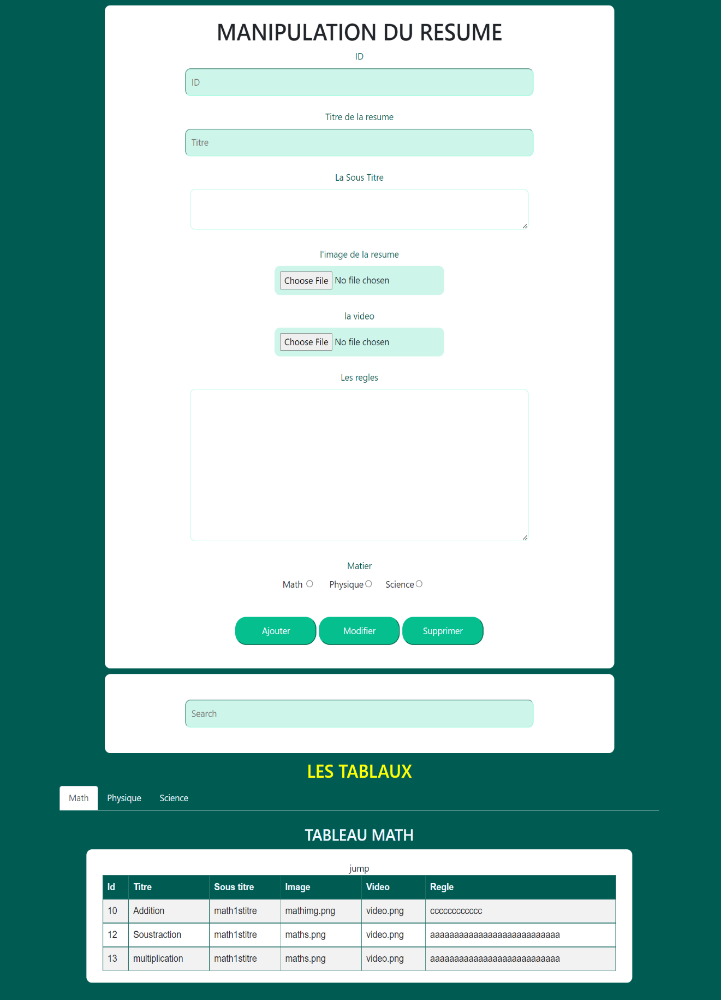 MANIPULATION DU RESUME
ID
ID
Titre de la resume
Titre
La Sous Titre
l'image de la resume
Choose File No file chosen
la video
Choose File No file chosen
Les regles
Matier
Math Physique Science
Ajouter Modifier Supprimer
Search
LES TABLAUX
Math Physique Science
TABLEAU MATH
jump
Id Titre Sous titre Image Video Regle
10 Addition math1stitre mathimg.png video.png cccccccccccc
12 Soustraction math1stitre maths.png video.png aaaaaaaaaaaaaaaaaaaaaaaaaaa
13 multiplication math1stitre maths.png video.png aaaaaaaaaaaaaaaaaaaaaaaaaaa